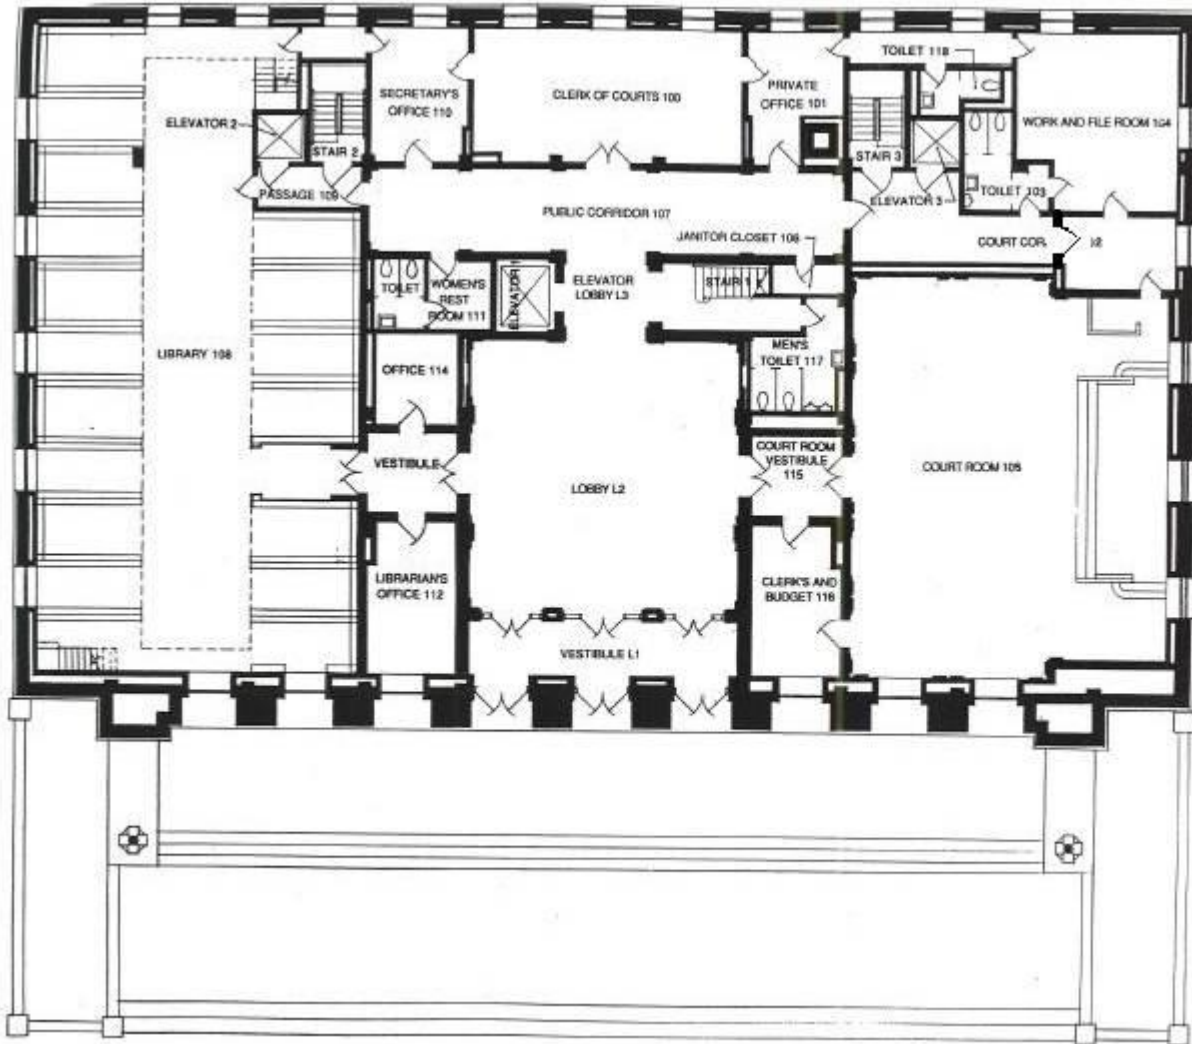 TOILET 118
SECRETARY'S
OFFICE 110
CLERK OF COURTS 100
PRIVATE
OFFICE 101
WORK AND FILE ROOM 104
ELEVATOR 2
STAIR 2
STAIR 3
PASSAGE 109
TOILET 103
ELEVATOR 3
PUBLIC CORRIDOR 107
JANITOR CLOSET 106
COURT COR.
TOILET
WOMEN'S
REST
ROOM 111
ELEVATOR 1
ELEVATOR
LOBBY L3
STAIR 1
LIBRARY 108
OFFICE 114
MEN'S
TOILET 117
VESTIBULE
COURT ROOM
VESTIBULE
115
COURT ROOM 105
LOBBY L2
LIBRARIAN'S
OFFICE 112
CLERK'S AND
BUDGET 116
VESTIBULE L1